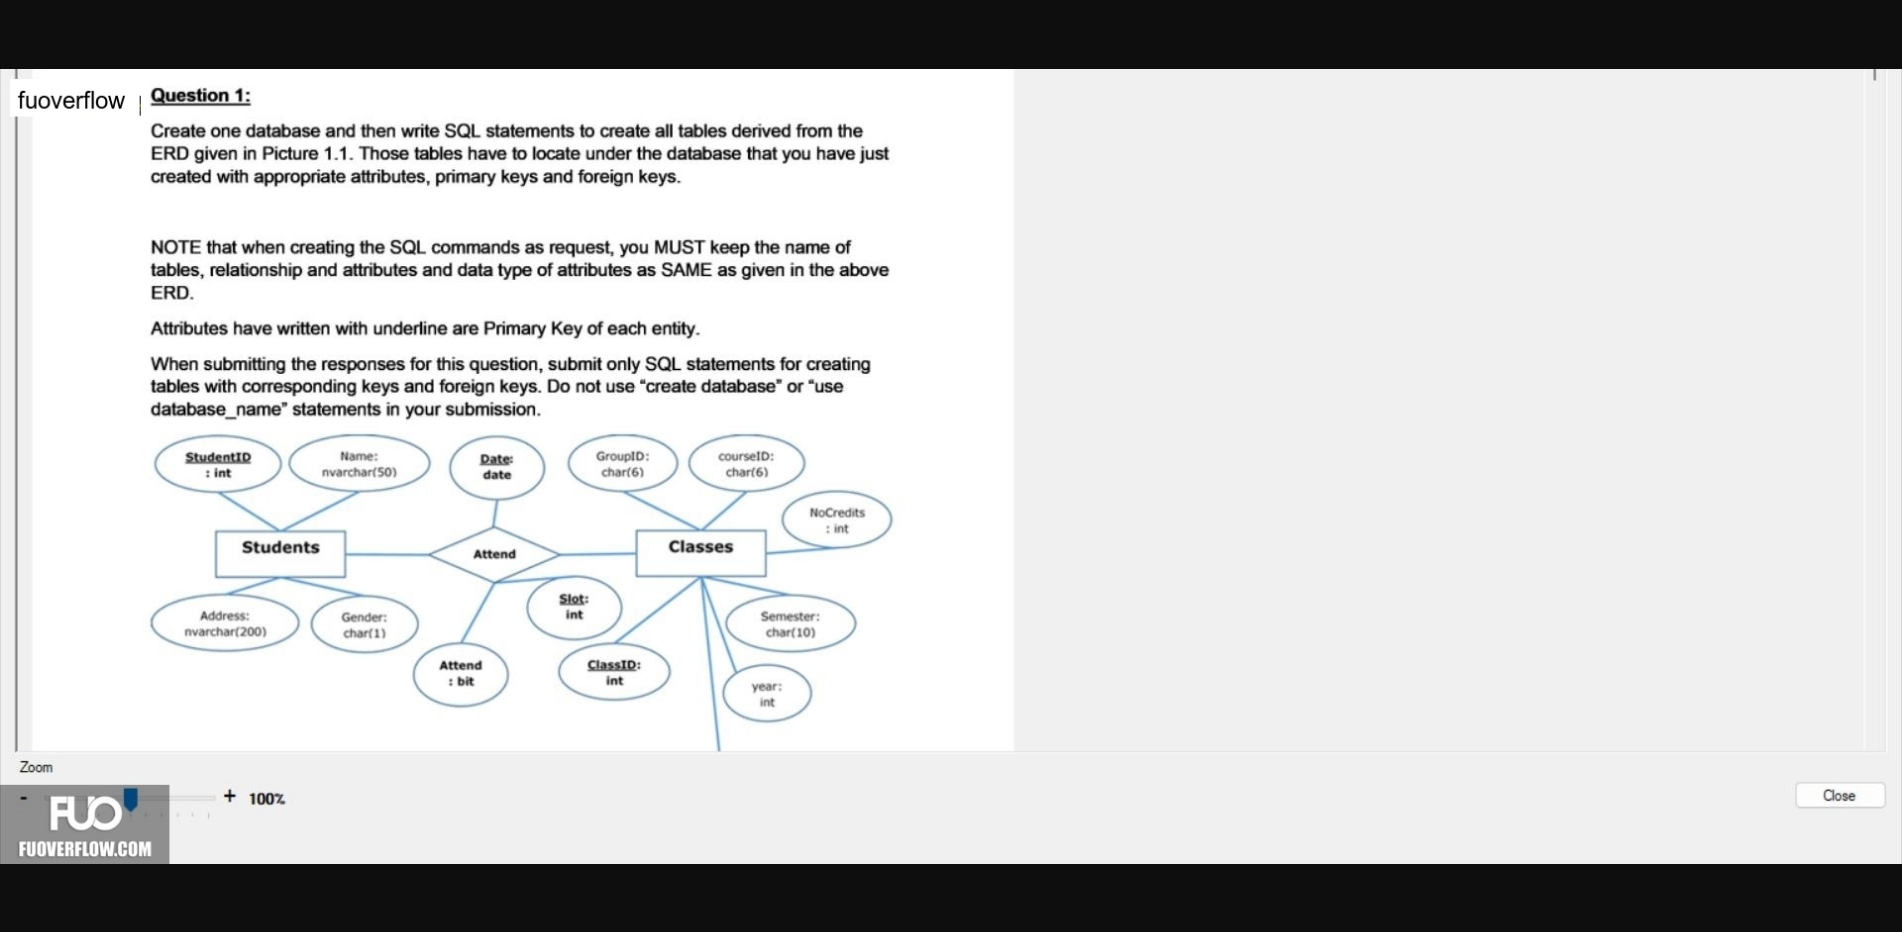 fuoverflow
Question 1:
Create one database and then write SQL statements to create all tables derived from the
ERD given in Picture 1.1. Those tables have to locate under the database that you have just
created with appropriate attributes, primary keys and foreign keys.
NOTE that when creating the SQL commands as request, you MUST keep the name of
tables, relationship and attributes and data type of attributes as SAME as given in the above
ERD.
Attributes have written with underline are Primary Key of each entity.
When submitting the responses for this question, submit only SQL statements for creating
tables with corresponding keys and foreign keys. Do not use “create database” or “use
database_name” statements in your submission.
StudentID
: int
Name:
nvarchar(50)
Date:
date
GroupID:
char(6)
courseID:
char(6)
NoCredits
: int
Students
Attend
Classes
Address:
nvarchar(200)
Gender:
char(1)
Slot:
int
Semester:
char(10)
Attend
: bit
ClassID:
int
year:
int
Zoom
- + 100%
Close
FUO
FUOVERFLOW.COM